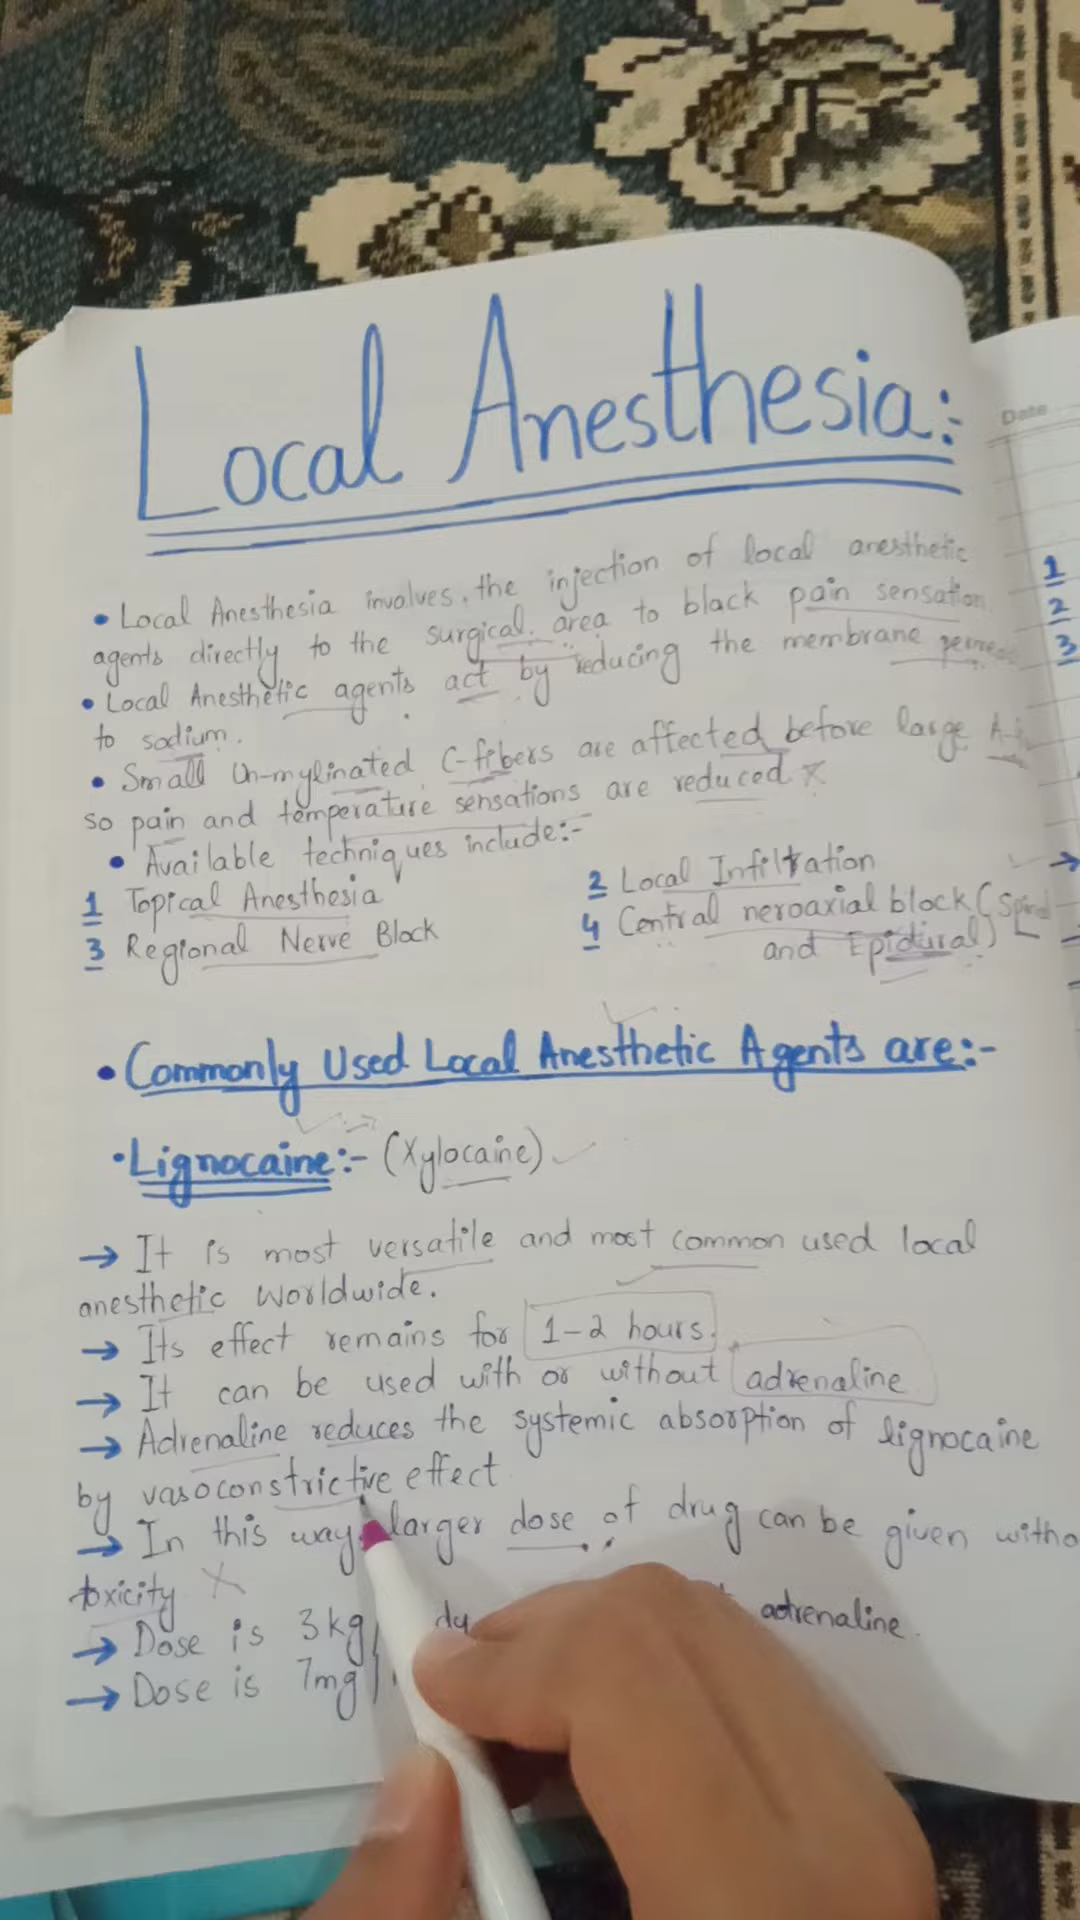 Local Anesthesia:-
Date
• Local Anesthesia involves the injection of local anesthetic
agents directly to the surgical area to black pain sensation.
• Local Anesthetic agents act by reducing the membrane
to sodium.
• Small Un-mylinated C-fibers are affected before large
so pain and temperature sensations are reduced
• Available techniques include:-
1 Topical Anesthesia
2 Local Infiltration
3 Regional Nerve Block
4 Central neroaxial block (Spinal
and Epidural)
1
2
3
• Commonly Used Local Anesthetic Agents are:-
• Lignocaine:- (Xylocaine)
→ It is most versatile and most common used local
anesthetic Worldwide.
→ Its effect remains for 1-2 hours.
→ It can be used with or without adrenaline
→ Adrenaline reduces the systemic absorption of lignocaine
by vasoconstrictive effect
→ In this way larger dose of drug can be given witho
toxicity
→ Dose is 3kg/ adrenaline.
→ Dose is 7mg/